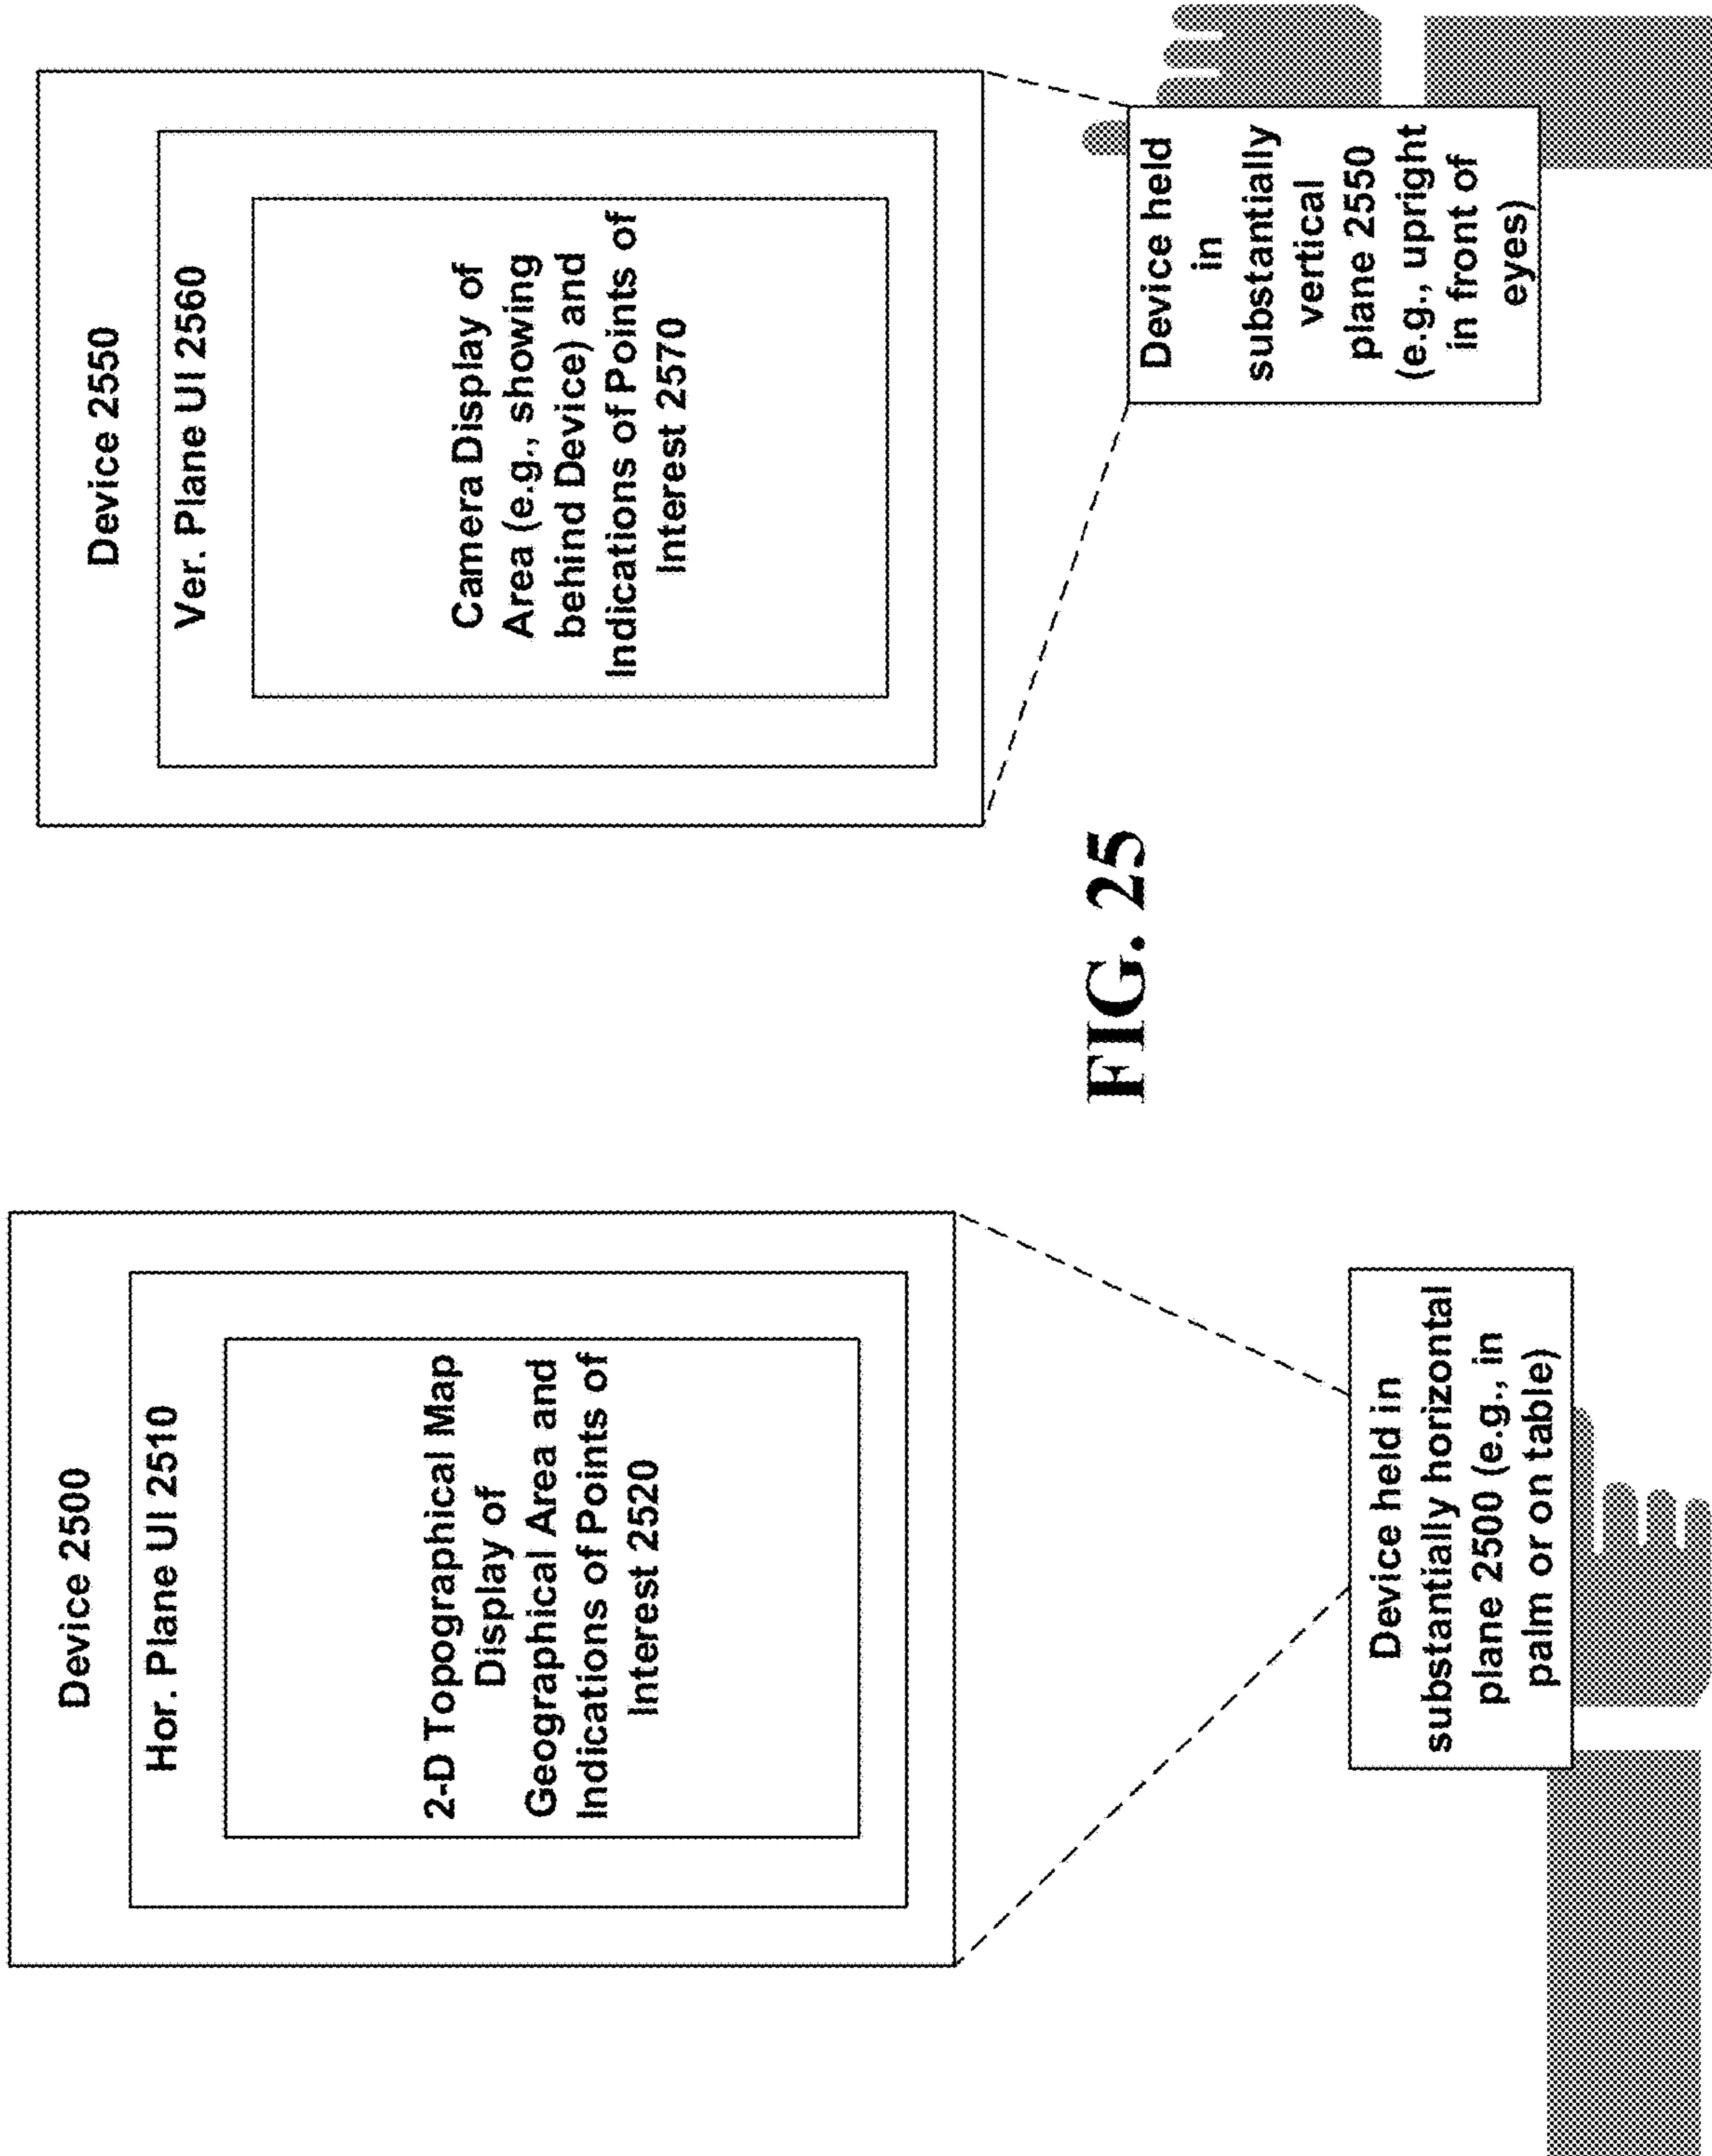 Device 2500
Hor. Plane UI 2510
2-D Topographical Map
Display of
Geographical Area and
Indications of Points of
Interest 2520
Device held in
substantially horizontal
plane 2500 (e.g., in
palm or on table)
Device 2550
Ver. Plane UI 2560
Camera Display of
Area (e.g., showing
behind Device) and
Indications of Points of
Interest 2570
Device held
in
substantially
vertical
plane 2550
(e.g., upright
in front of
eyes)
FIG. 25